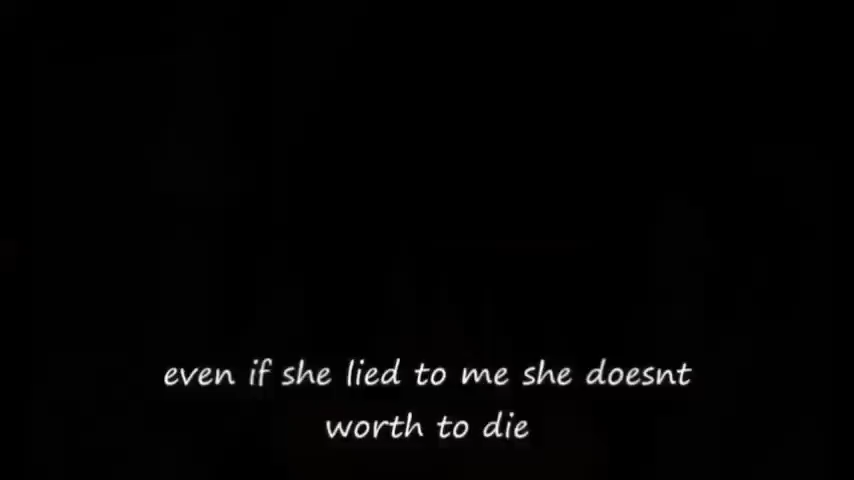 even if she lied to me she doesnt
worth to die